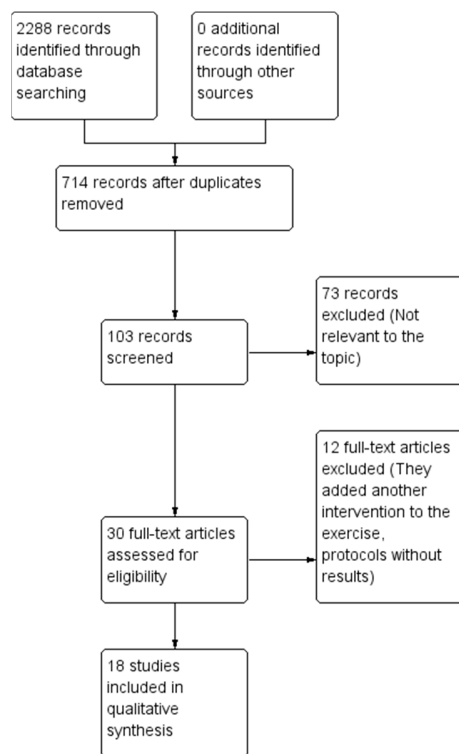 2288 records
identified through
database
searching
0 additional
records identified
through other
sources
714 records after duplicates
removed
103 records
screened
73 records
excluded (Not
relevant to the
topic)
30 full-text articles
assessed for
eligibility
12 full-text articles
excluded (They
added another
intervention to the
exercise,
protocols without
results)
18 studies
included in
qualitative
synthesis